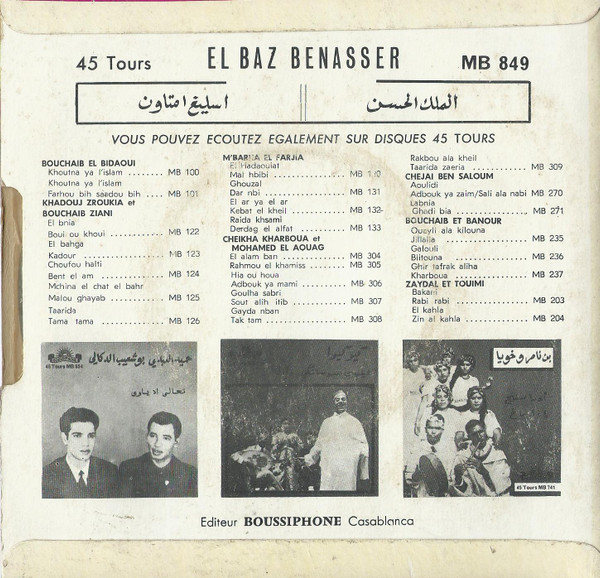 45 Tours EL BAZ BENASSER MB 849
اسليغ امتاون الملك الحسن
VOUS POUVEZ ECOUTEZ EGALEMENT SUR DISQUES 45 TOURS
BOUCHAIB EL BIDAOUI
Khoutna ya l'islam ........ MB 100
Khoutna ya l'islam
Farhou bih saadou bih .... MB 101
KHADOUJ ZROUKIA et
BOUCHAIB ZIANI
El bnia
Boui ou khoui ............ MB 122
El bahga
Kadour .................. MB 123
Choufou halti
Bent el am .............. MB 124
Mchina el chat el bahr
Malou ghayab ............ MB 125
Taarida
Tama tama .............. MB 126
M'BARKA EL FARJIA
El Hadaouiat
Mal hbibi ................ MB
Ghouzal
Dar nbi .................. MB 131
El ar ya el ar
Kebat el kheil ............ MB 132
Raida khsami
Derdag el alfat .......... MB 133
CHEIKHA KHARBOUA et
MOHAMED EL AOUAG
El alam ban .............. MB 304
Rahmou el khamiss ...... MB 305
Hia ou houa
Adbouk ya mami ........ MB 306
Goulha sabri
Sout alih itib ............ MB 307
Gayda nban
Tak tam .................. MB 308
Rakbou ala kheil
Taarida zaeria ............ MB 309
CHEJAI BEN SALOUM
Aoulidi
Adbouk ya zaim/Sali ala nabi MB 270
Labnia
Ghadi bia ................ MB 271
BOUCHAIB ET BANOUR
Ouayli ala kilouna
Jillalia .................. MB 235
Galouli
Blitouna ................ MB 236
Ghir tafrak aliha
Kharboua ................ MB 237
ZAYDAL ET TOUIMI
Bakani
Rabi rabi ................ MB 203
El kahla
Zin al kahla .............. MB 204
45 Tours MB
بوشعيب الدكالي
بن ناصر وخويا
45 Tours MB 741
Editeur BOUSSIPHONE Casablanca